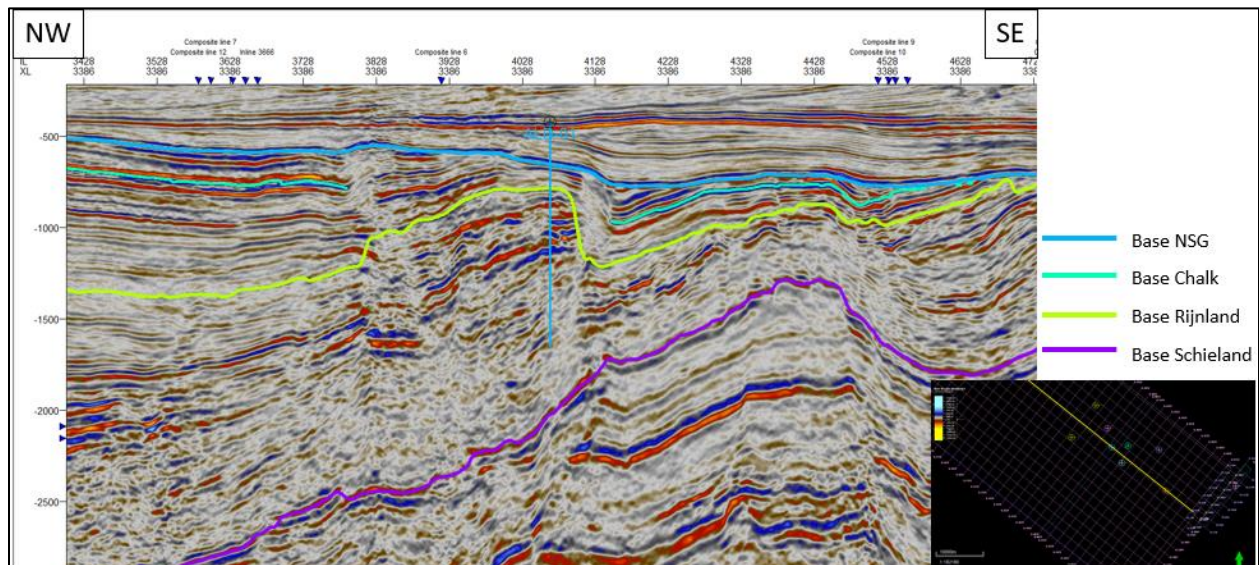 NW
SE
Composite line 7
Composite line 6
Composite line 9
Composite line 12 Inline 3666
Composite line 10
IL 3428 3528 3628 3728 3828 3928 4028 4128 4228 4328 4428 4528 4628 472
XL 3386 3386 3386 3386 3386 3386 3386 3386 3386 3386 3386 3386 3386
-500
-1000
-1500
-2000
-2500
Base NSG
Base Chalk
Base Rijnland
Base Schieland